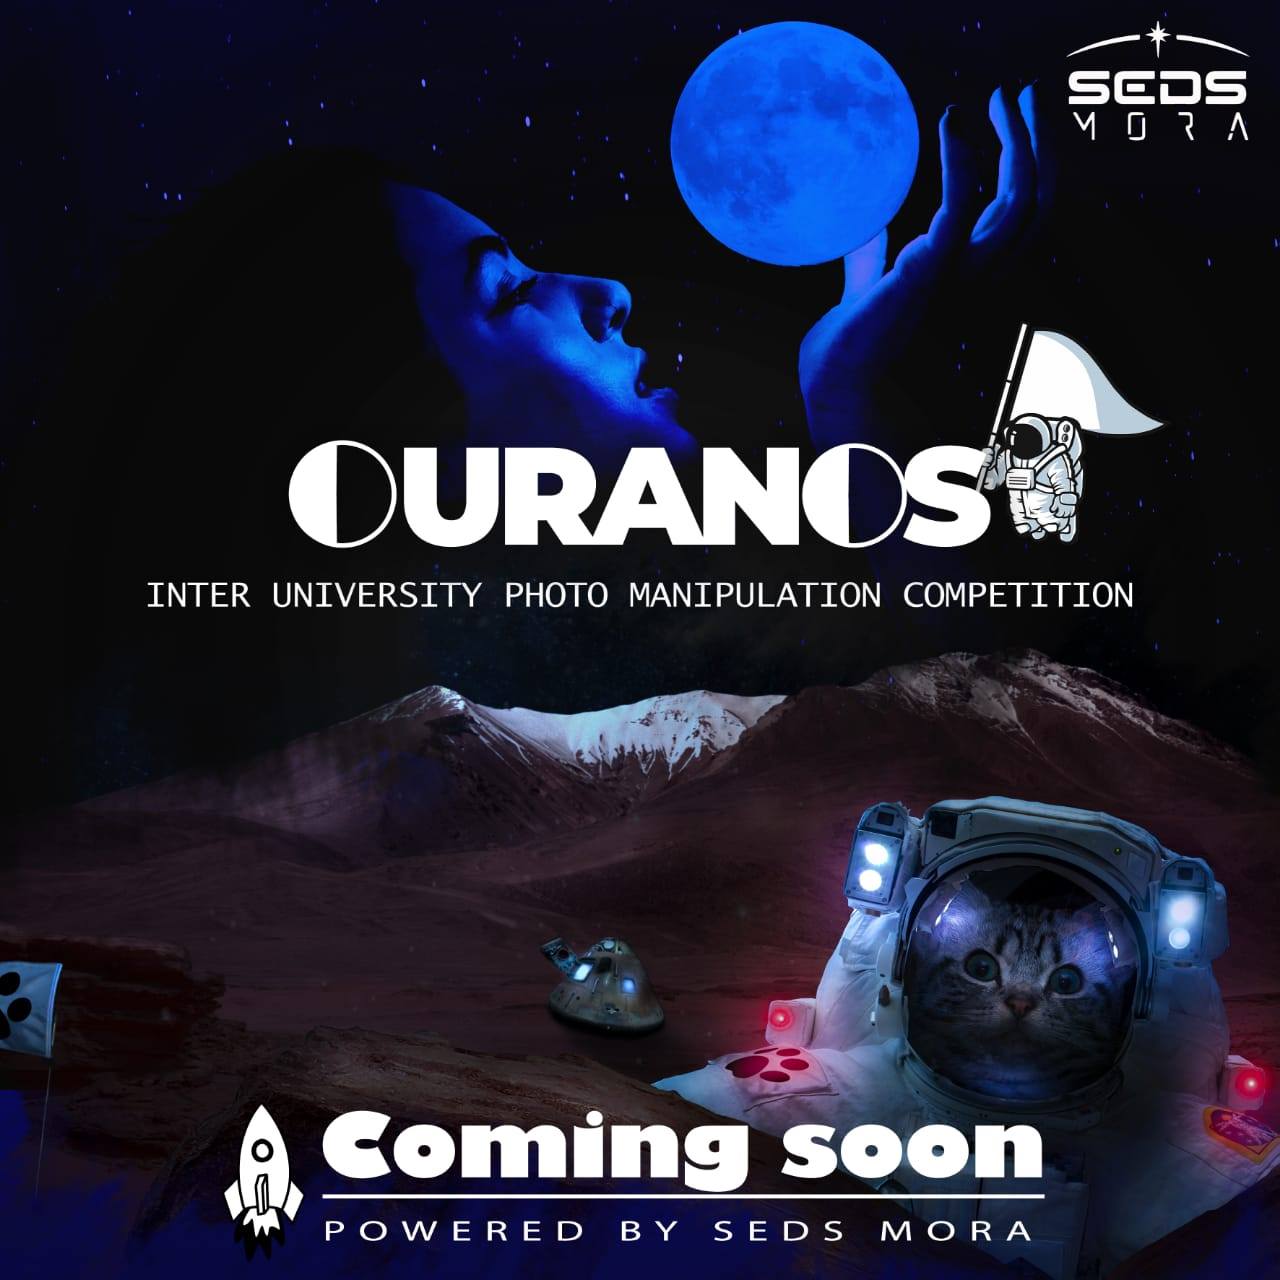 SEDS
MORA
OURANOS
INTER UNIVERSITY PHOTO MANIPULATION COMPETITION
Coming soon
POWERED BY SEDS MORA